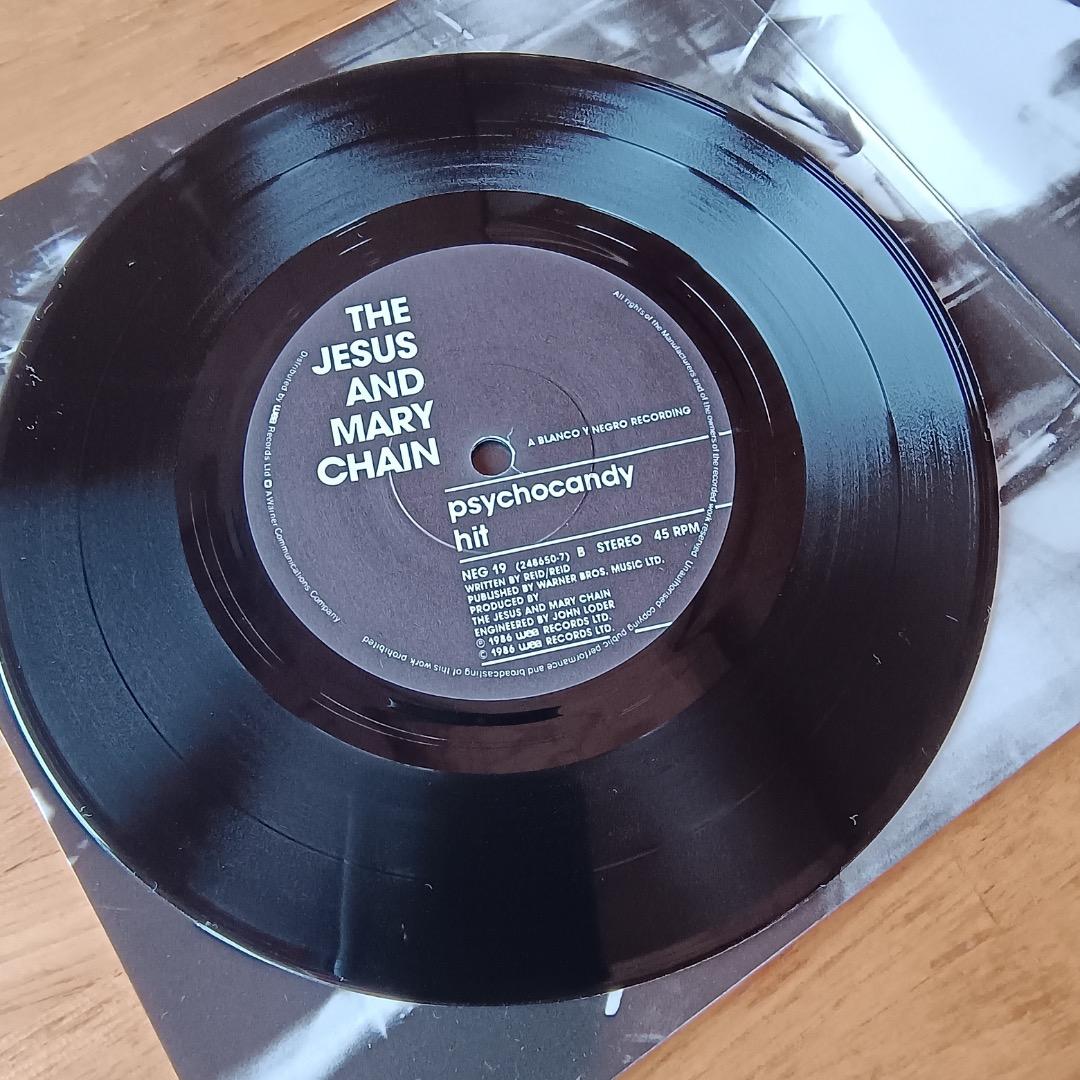 THE
JESUS
AND
MARY
CHAIN
A BLANCO Y NEGRO RECORDING
psychocandy
hit
NEG 19 (248650-7) B STEREO 45 RPM
WRITTEN BY REID/REID
PUBLISHED BY WARNER BROS. MUSIC LTD.
PRODUCED BY
THE JESUS AND MARY CHAIN
ENGINEERED BY JOHN LODER
℗ 1986 wea RECORDS LTD.
© 1986 wea RECORDS LTD.
Distributed by wea Records Ltd. A Warner Communications Company
All rights of the Manufacturers and of the owners of the recorded work reserved Unauthorised copying public performance and broadcasting of this work prohibited